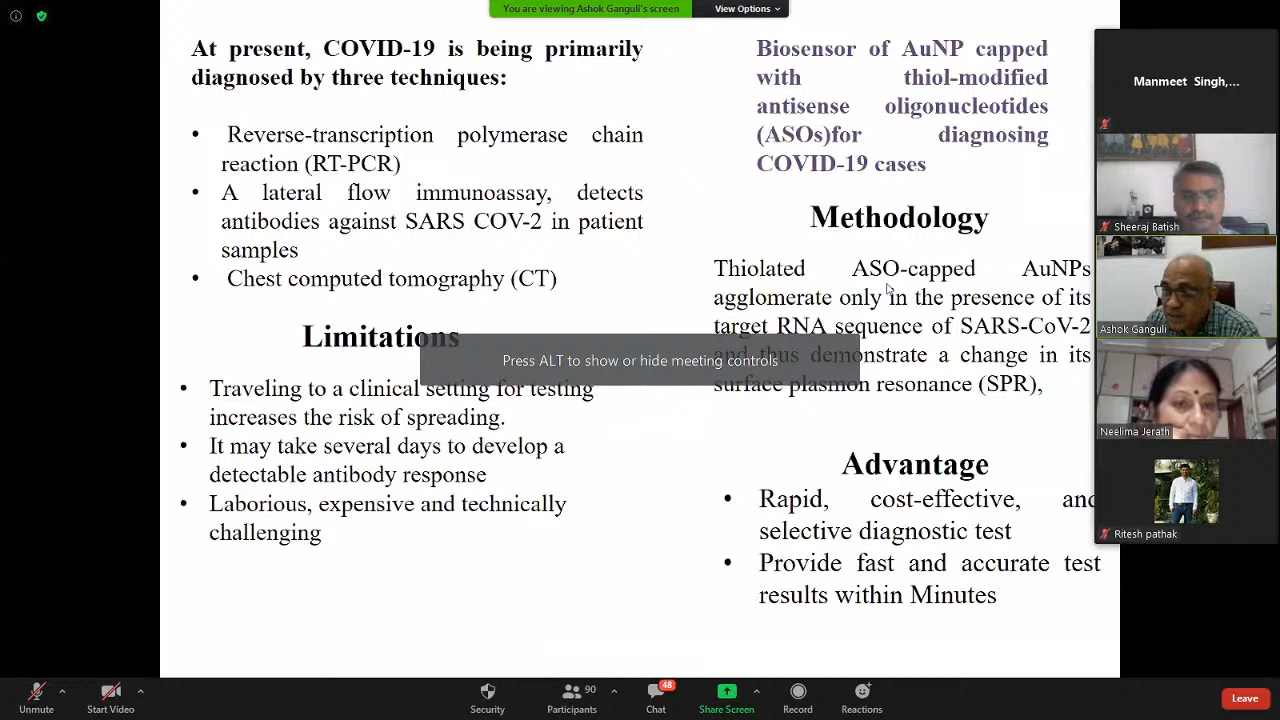 You are viewing Ashok Ganguli's screen
View Options
At present, COVID-19 is being primarily
diagnosed by three techniques:
• Reverse-transcription polymerase chain
reaction (RT-PCR)
• A lateral flow immunoassay, detects
antibodies against SARS COV-2 in patient
samples
• Chest computed tomography (CT)
Limitations
• Traveling to a clinical setting for testing
increases the risk of spreading.
• It may take several days to develop a
detectable antibody response
• Laborious, expensive and technically
challenging
Biosensor of AuNP capped
with thiol-modified
antisense oligonucleotides
(ASOs)for diagnosing
COVID-19 cases
Methodology
Thiolated ASO-capped AuNPs
agglomerate only in the presence of its
target RNA sequence of SARS-CoV-2
and thus demonstrate a change in its
surface plasmon resonance (SPR),
Advantage
• Rapid, cost-effective, and
selective diagnostic test
• Provide fast and accurate test
results within Minutes
Press ALT to show or hide meeting controls
Manmeet Singh,...
Sheeraj Batish
Ashok Ganguli
Neelima Jerath
Ritesh pathak
Unmute
Start Video
Security
90
Participants
48
Chat
Share Screen
Record
Reactions
Leave